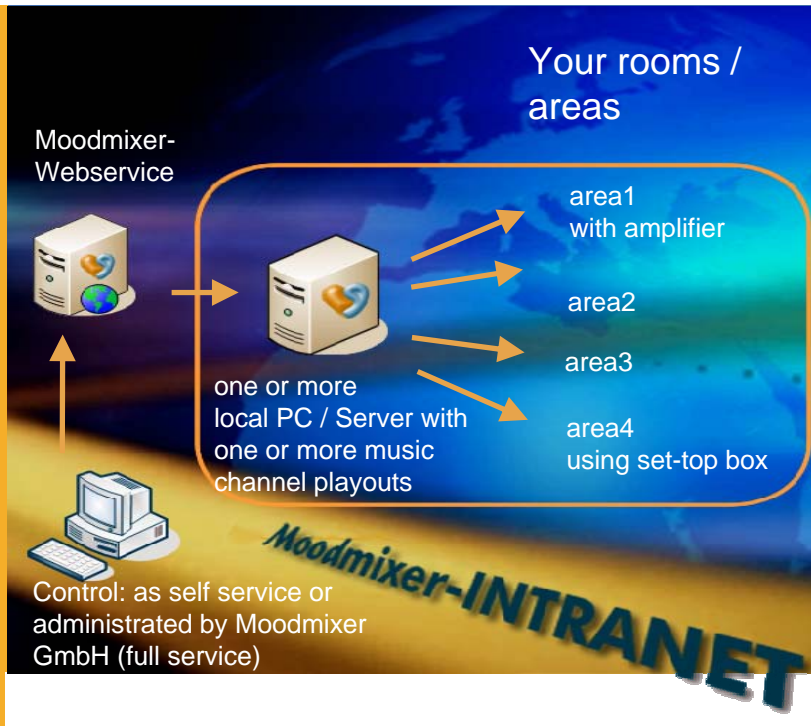 Your rooms /
areas
Moodmixer-
Webservice
area1
with amplifier
area2
area3
area4
using set-top box
one or more
local PC / Server with
one or more music
channel playouts
Control: as self service or
administrated by Moodmixer
GmbH (full service)
Moodmixer-INTRANET